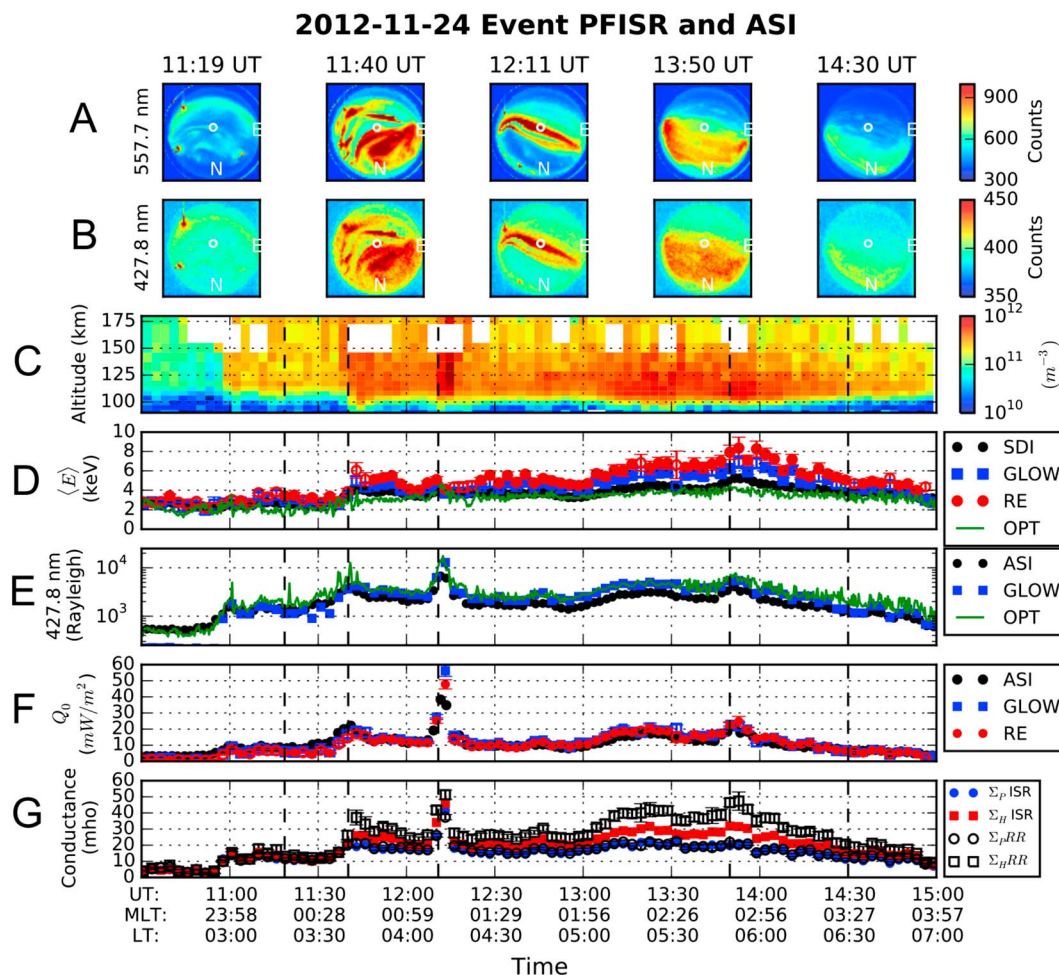 2012-11-24 Event PFISR and ASI
11:19 UT 11:40 UT 12:11 UT 13:50 UT 14:30 UT
A
557.7 nm
E E E E E
N N N N N
900
600
300
Counts
B
427.8 nm
E E E E E
N N N N N
450
400
350
Counts
C
Altitude (km)
175
150
125
100
10^12
10^11
10^10
(m^-3)
D
⟨E⟩
(keV)
10
8
6
4
2
0
SDI
GLOW
RE
OPT
E
427.8 nm
(Rayleigh)
10^4
10^3
ASI
GLOW
OPT
F
Q_0
(mW/m^2)
60
50
40
30
20
10
0
ASI
GLOW
RE
G
Conductance
(mho)
60
50
40
30
20
10
0
Σ_P ISR
Σ_H ISR
Σ_P RR
Σ_H RR
UT: 11:00 11:30 12:00 12:30 13:00 13:30 14:00 14:30 15:00
MLT: 23:58 00:28 00:59 01:29 01:56 02:26 02:56 03:27 03:57
LT: 03:00 03:30 04:00 04:30 05:00 05:30 06:00 06:30 07:00
Time